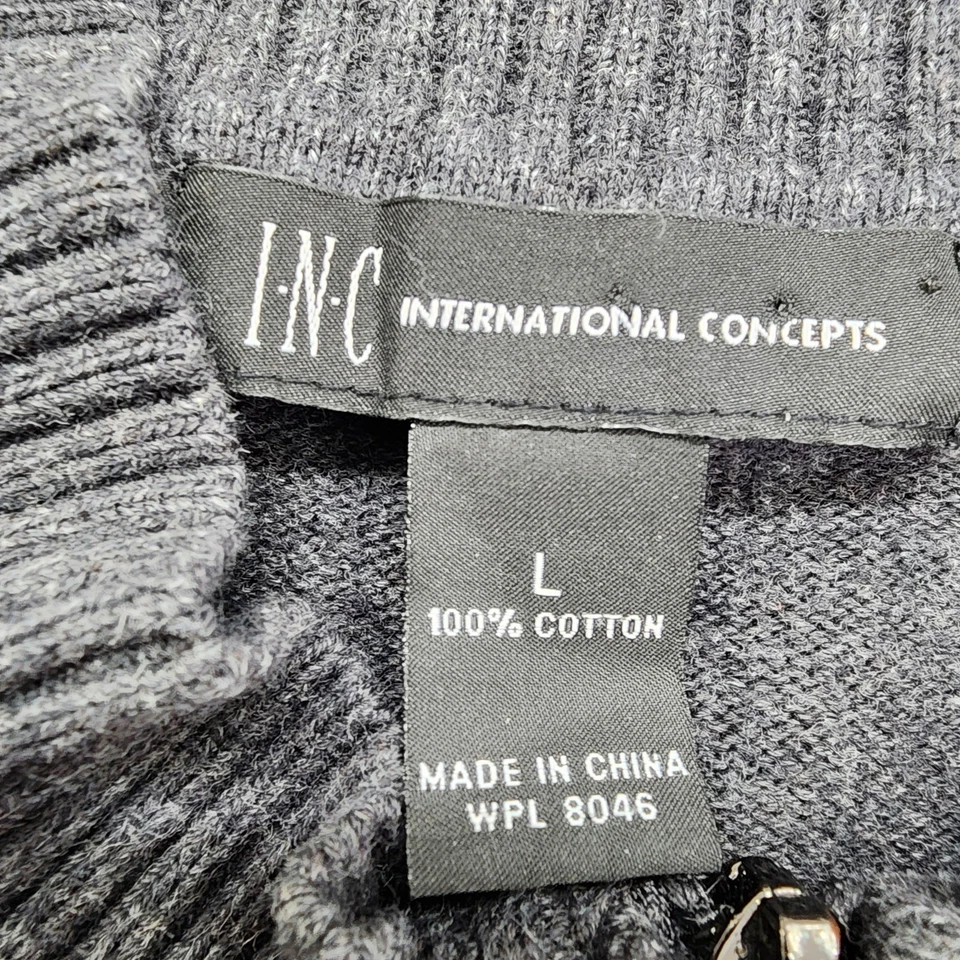 I·N·C INTERNATIONAL CONCEPTS
L
100% COTTON
MADE IN CHINA
WPL 8046